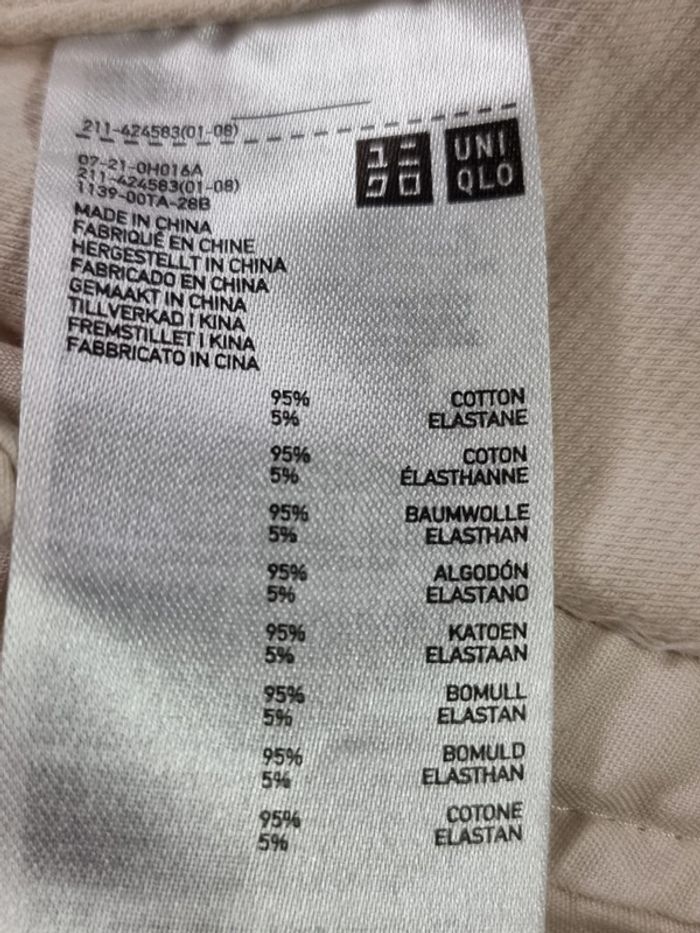 211-424583(01-08)
ユニ
クロ
UNI
QLO
07-21-0H016A
211-424583(01-08)
1139-00TA-28B
MADE IN CHINA
FABRIQUÉ EN CHINE
HERGESTELLT IN CHINA
FABRICADO EN CHINA
GEMAAKT IN CHINA
TILLVERKAD I KINA
FREMSTILLET I KINA
FABBRICATO IN CINA
95% COTTON
5% ELASTANE
95% COTON
5% ÉLASTHANNE
95% BAUMWOLLE
5% ELASTHAN
95% ALGODÓN
5% ELASTANO
95% KATOEN
5% ELASTAAN
95% BOMULL
5% ELASTAN
95% BOMULD
5% ELASTHAN
95% COTONE
5% ELASTAN